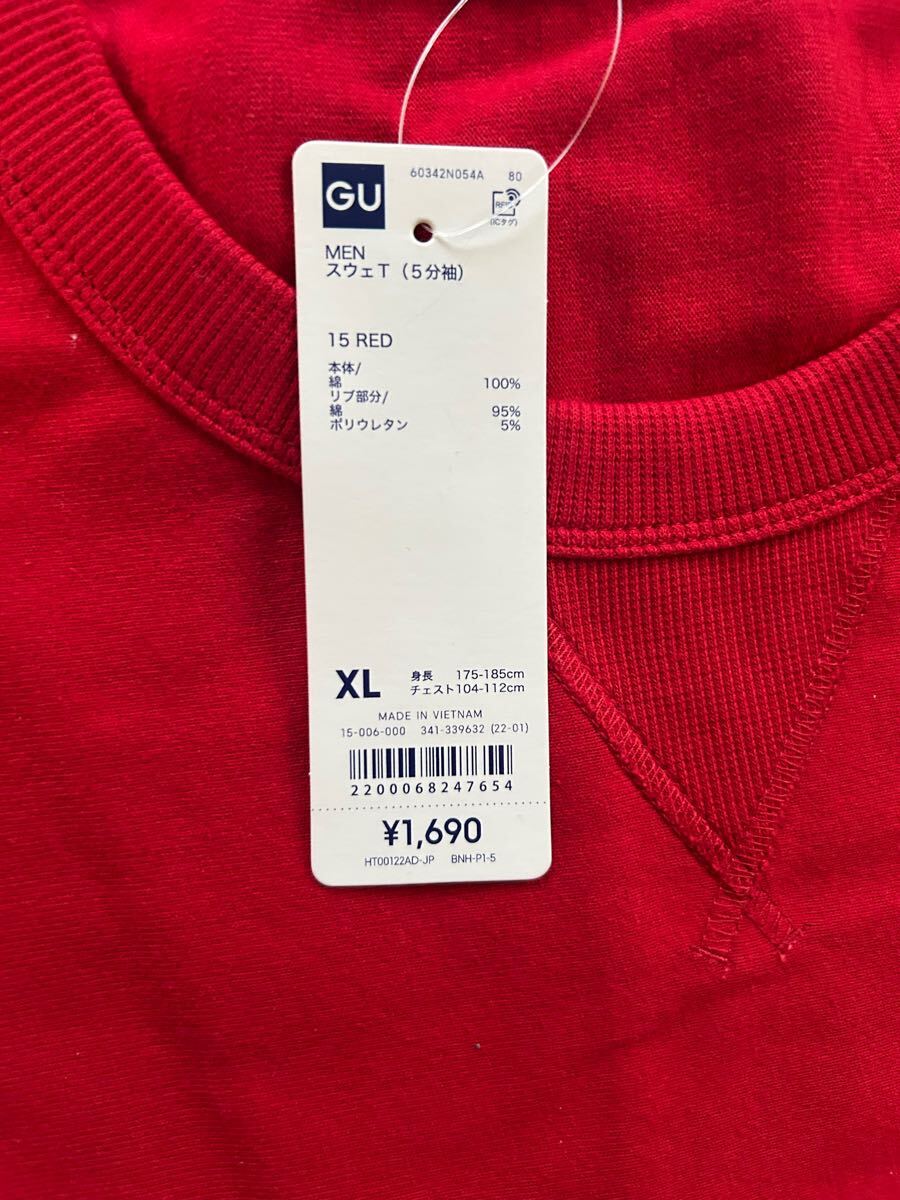 GU
60342N054A 80
RFID
(ICタグ)
MEN
スウェT（5分袖）
15 RED
本体/
綿 100%
リブ部分/
綿 95%
ポリウレタン 5%
XL 身長 175-185cm
チェスト104-112cm
MADE IN VIETNAM
15-006-000 341-339632 (22-01)
2200068247654
¥1,690
HT00122AD-JP BNH-P1-5